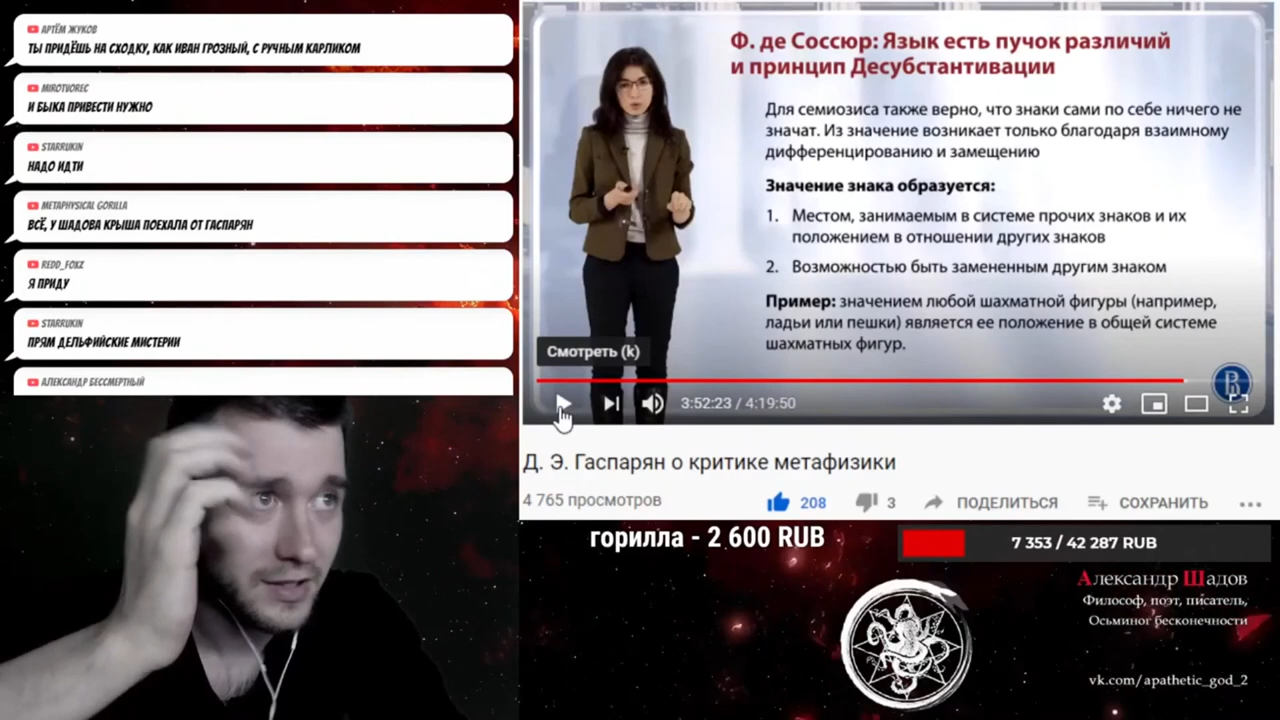 АРТЁМ ЖУКОВ
ТЫ ПРИДЁШЬ НА СХОДКУ, КАК ИВАН ГРОЗНЫЙ, С РУЧНЫМ КАРЛИКОМ
MIROTVOREC
И БЫКА ПРИВЕСТИ НУЖНО
STARRUKIN
НАДО ИДТИ
METAPHYSICAL GORILLA
ВСЁ, У ШАДОВА КРЫША ПОЕХАЛА ОТ ГАСПАРЯН
REDD_FOXZ
Я ПРИДУ
STARRUKIN
ПРЯМ ДЕЛЬФИЙСКИЕ МИСТЕРИИ
АЛЕКСАНДР БЕССМЕРТНЫЙ
Ф. де Соссюр: Язык есть пучок различий
и принцип Десубстантивации
Для семиозиса также верно, что знаки сами по себе ничего не
значат. Из значение возникает только благодаря взаимному
дифференцированию и замещению
Значение знака образуется:
1. Местом, занимаемым в системе прочих знаков и их
положением в отношении других знаков
2. Возможностью быть замененным другим знаком
Пример: значением любой шахматной фигуры (например,
ладьи или пешки) является ее положение в общей системе
шахматных фигур.
Смотреть (k)
3:52:23 / 4:19:50
Д. Э. Гаспарян о критике метафизики
4 765 просмотров
208
3
ПОДЕЛИТЬСЯ
СОХРАНИТЬ
горилла - 2 600 RUB
7 353 / 42 287 RUB
Александр Шадов
Философ, поэт, писатель,
Осьминог бесконечности
vk.com/apathetic_god_2